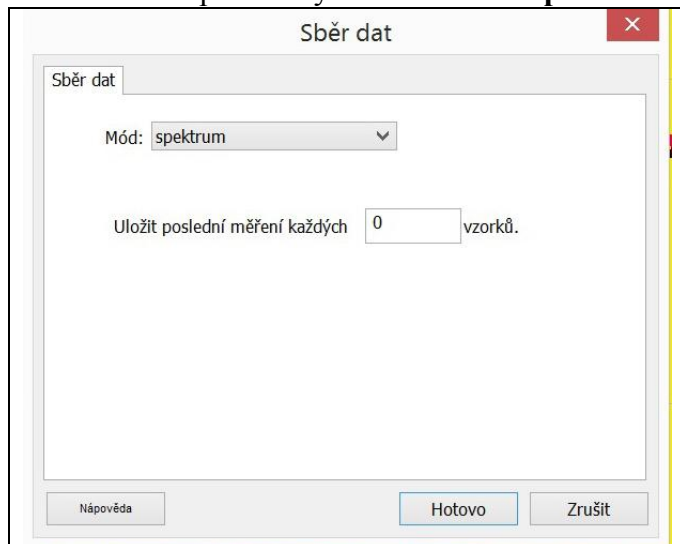 Sběr dat
Sběr dat
Mód: spektrum
Uložit poslední měření každých 0 vzorků.
Nápověda Hotovo Zrušit